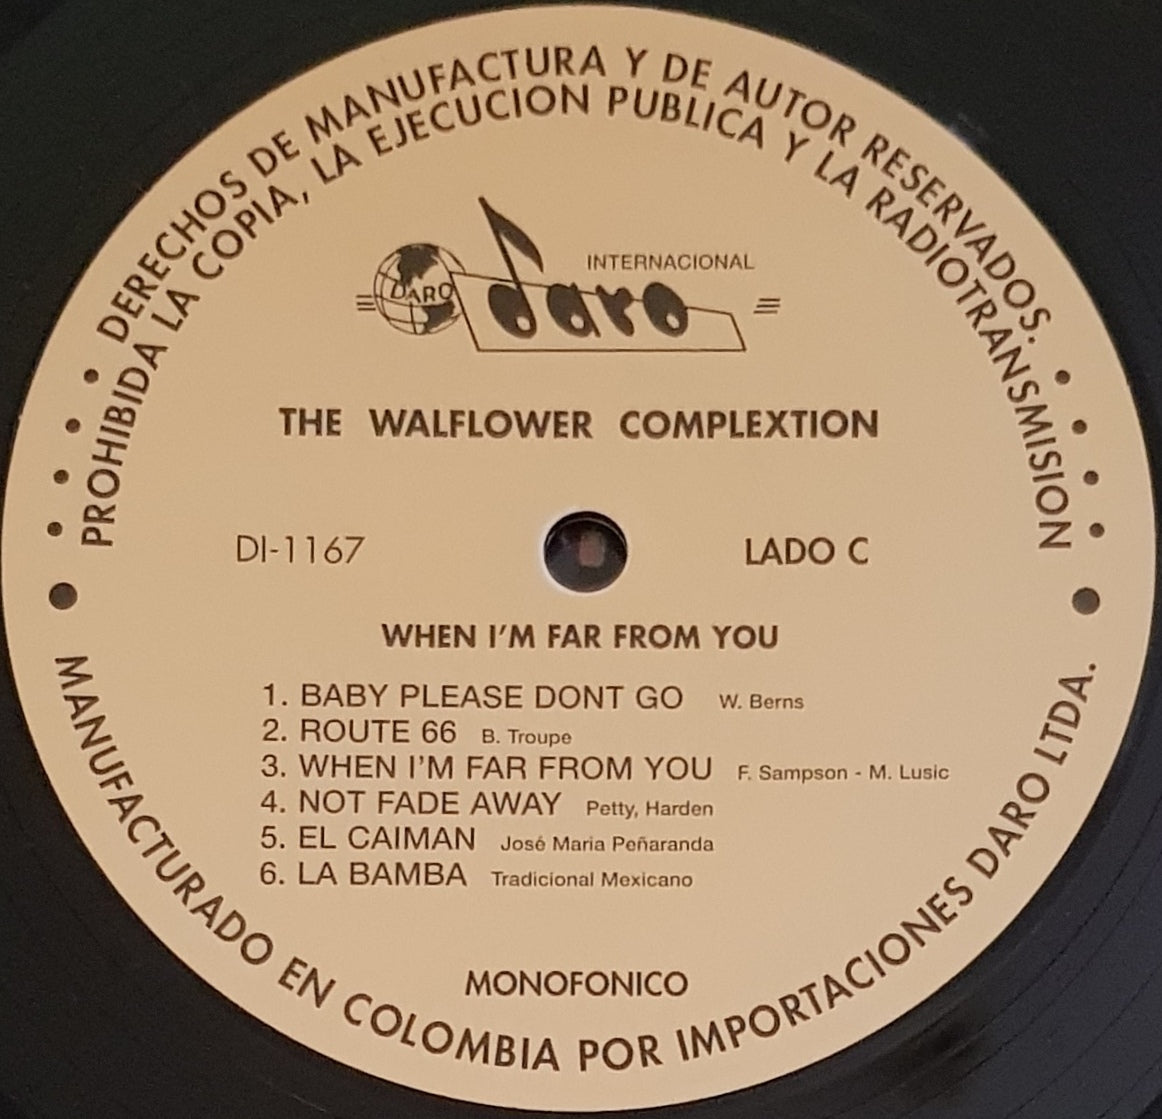 DERECHOS DE MANUFACTURA Y DE AUTOR RESERVADOS.
PROHIBIDA LA COPIA, LA EJECUCION PUBLICA Y LA RADIOTRANSMISION
DARO daro INTERNACIONAL
THE WALFLOWER COMPLEXTION
DI-1167 LADO C
WHEN I'M FAR FROM YOU
1. BABY PLEASE DONT GO W. Berns
2. ROUTE 66 B. Troupe
3. WHEN I'M FAR FROM YOU F. Sampson - M. Lusic
4. NOT FADE AWAY Petty, Harden
5. EL CAIMAN José Maria Peñaranda
6. LA BAMBA Tradicional Mexicano
MONOFONICO
MANUFACTURADO EN COLOMBIA POR IMPORTACIONES DARO LTDA.